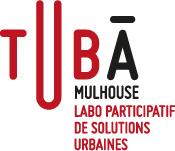 TUBĀ
MULHOUSE
LABO PARTICIPATIF
DE SOLUTIONS
URBAINES